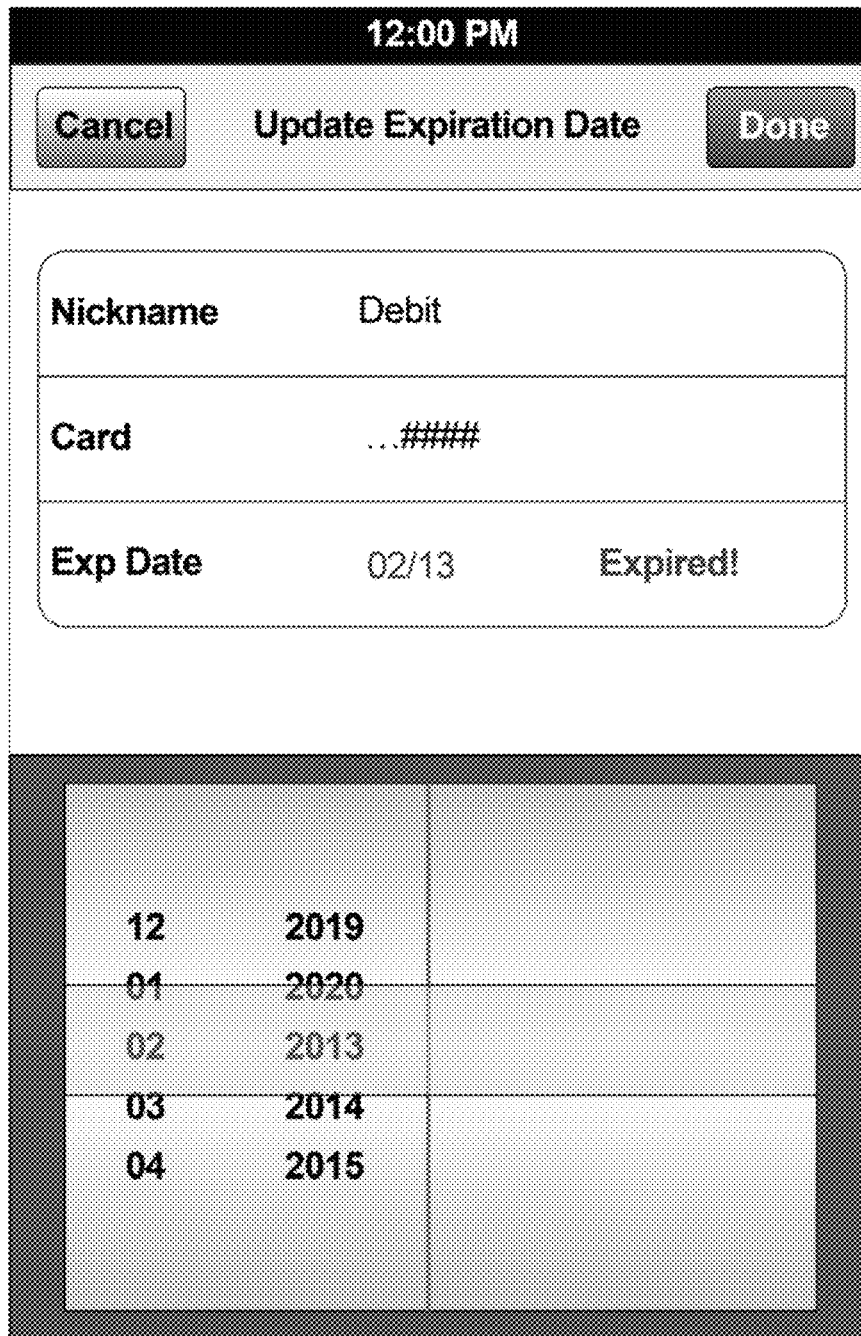 12:00 PM
Cancel Update Expiration Date Done
Nickname Debit
Card ...####
Exp Date 02/13 Expired!
12 2019
01 2020
02 2013
03 2014
04 2015